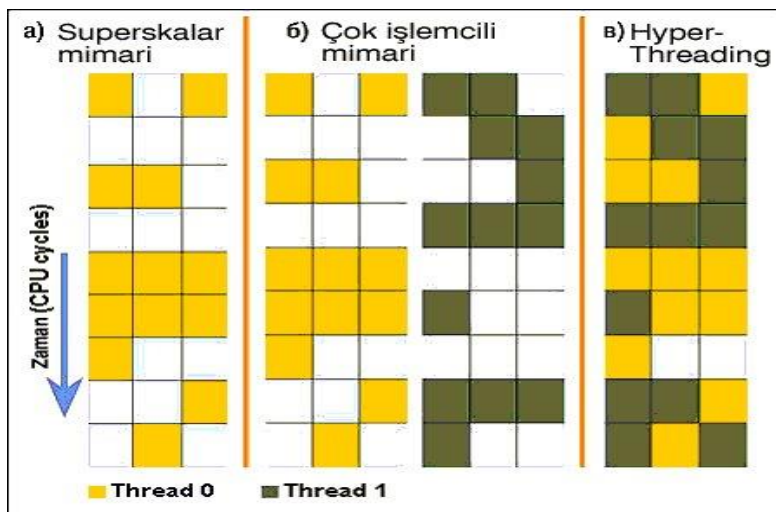 a) Superskalar
mimari
б) Çok işlemcili
mimari
в) Hyper-
Threading
Zaman (CPU cycles)
Thread 0
Thread 1